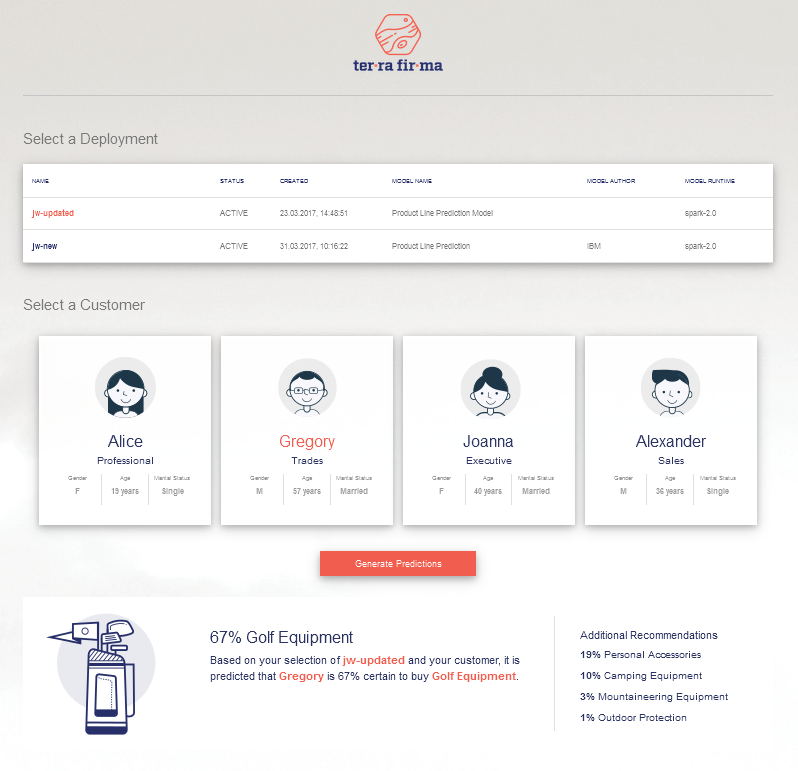 ter·ra fir·ma
Select a Deployment
NAME STATUS CREATED MODEL NAME MODEL AUTHOR MODEL RUNTIME
jw-updated ACTIVE 23.03.2017, 14:48:51 Product Line Prediction Model spark-2.0
jw-new ACTIVE 31.03.2017, 10:16:22 Product Line Prediction IBM spark-2.0
Select a Customer
Alice Gregory Joanna Alexander
Professional Trades Executive Sales
Gender Age Marital Status Gender Age Marital Status Gender Age Marital Status Gender Age Marital Status
F 19 years Single M 57 years Married F 40 years Married M 36 years Single
Generate Predictions
67% Golf Equipment
Based on your selection of jw-updated and your customer, it is
predicted that Gregory is 67% certain to buy Golf Equipment.
Additional Recommendations
19% Personal Accessories
10% Camping Equipment
3% Mountaineering Equipment
1% Outdoor Protection